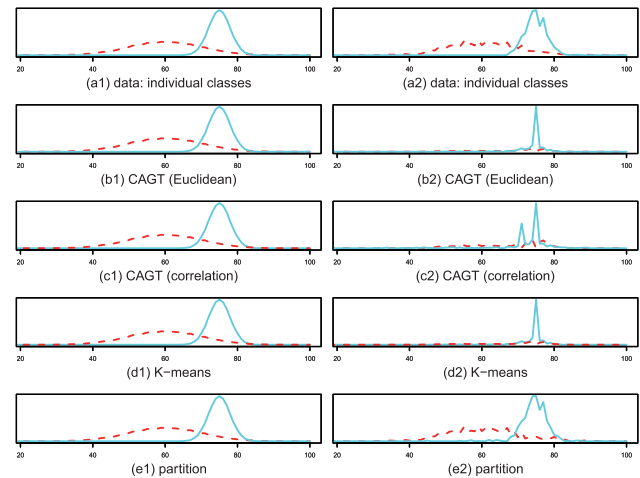 20 40 60 80 100 20 40 60 80 100
(a1) data: individual classes (a2) data: individual classes
20 40 60 80 100 20 40 60 80 100
(b1) CAGT (Euclidean) (b2) CAGT (Euclidean)
20 40 60 80 100 20 40 60 80 100
(c1) CAGT (correlation) (c2) CAGT (correlation)
20 40 60 80 100 20 40 60 80 100
(d1) K−means (d2) K−means
20 40 60 80 100 20 40 60 80 100
(e1) partition (e2) partition